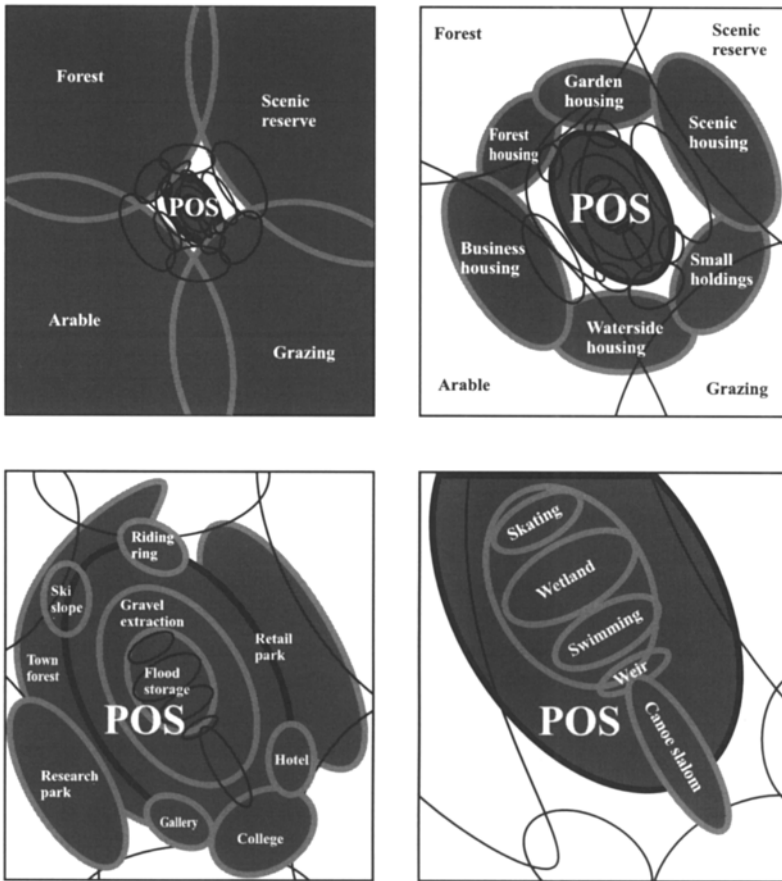 Forest
Scenic
reserve
POS
Arable
Grazing
Forest
Scenic
reserve
Garden
housing
Scenic
housing
Forest
housing
POS
Business
housing
Small
holdings
Waterside
housing
Arable
Grazing
Riding
ring
Ski
slope
Gravel
extraction
Retail
park
Town
forest
Flood
storage
POS
Hotel
Research
park
Gallery
College
Skating
Wetland
Swimming
Weir
POS
Canoe slalom